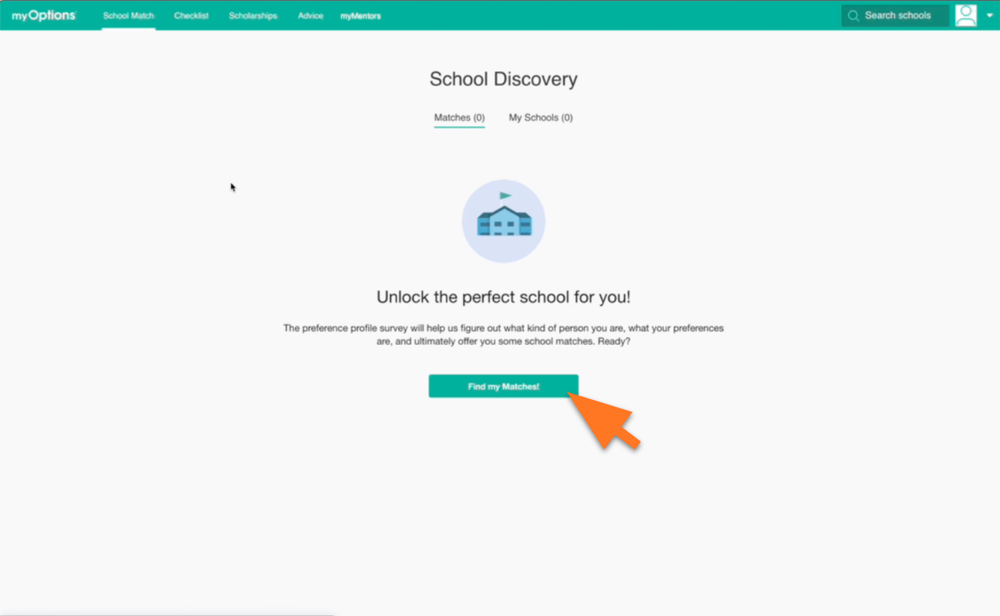 myOptions School Match Checklist Scholarships Advice myMentors Search schools
School Discovery
Matches (0) My Schools (0)
Unlock the perfect school for you!
The preference profile survey will help us figure out what kind of person you are, what your preferences
are, and ultimately offer you some school matches. Ready?
Find my Matches!